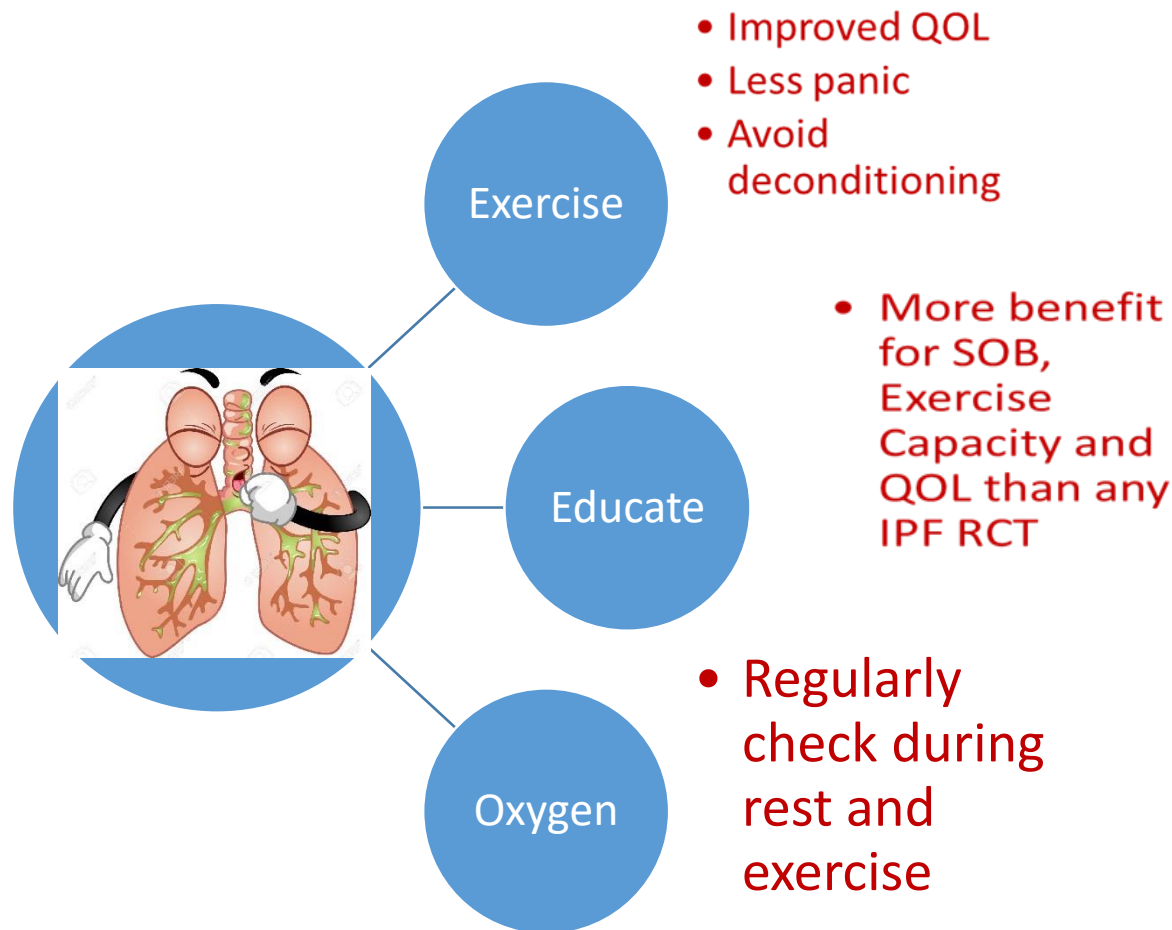 • Improved QOL
• Less panic
• Avoid
deconditioning
Exercise
• More benefit
for SOB,
Exercise
Capacity and
QOL than any
IPF RCT
Educate
• Regularly
check during
rest and
exercise
Oxygen